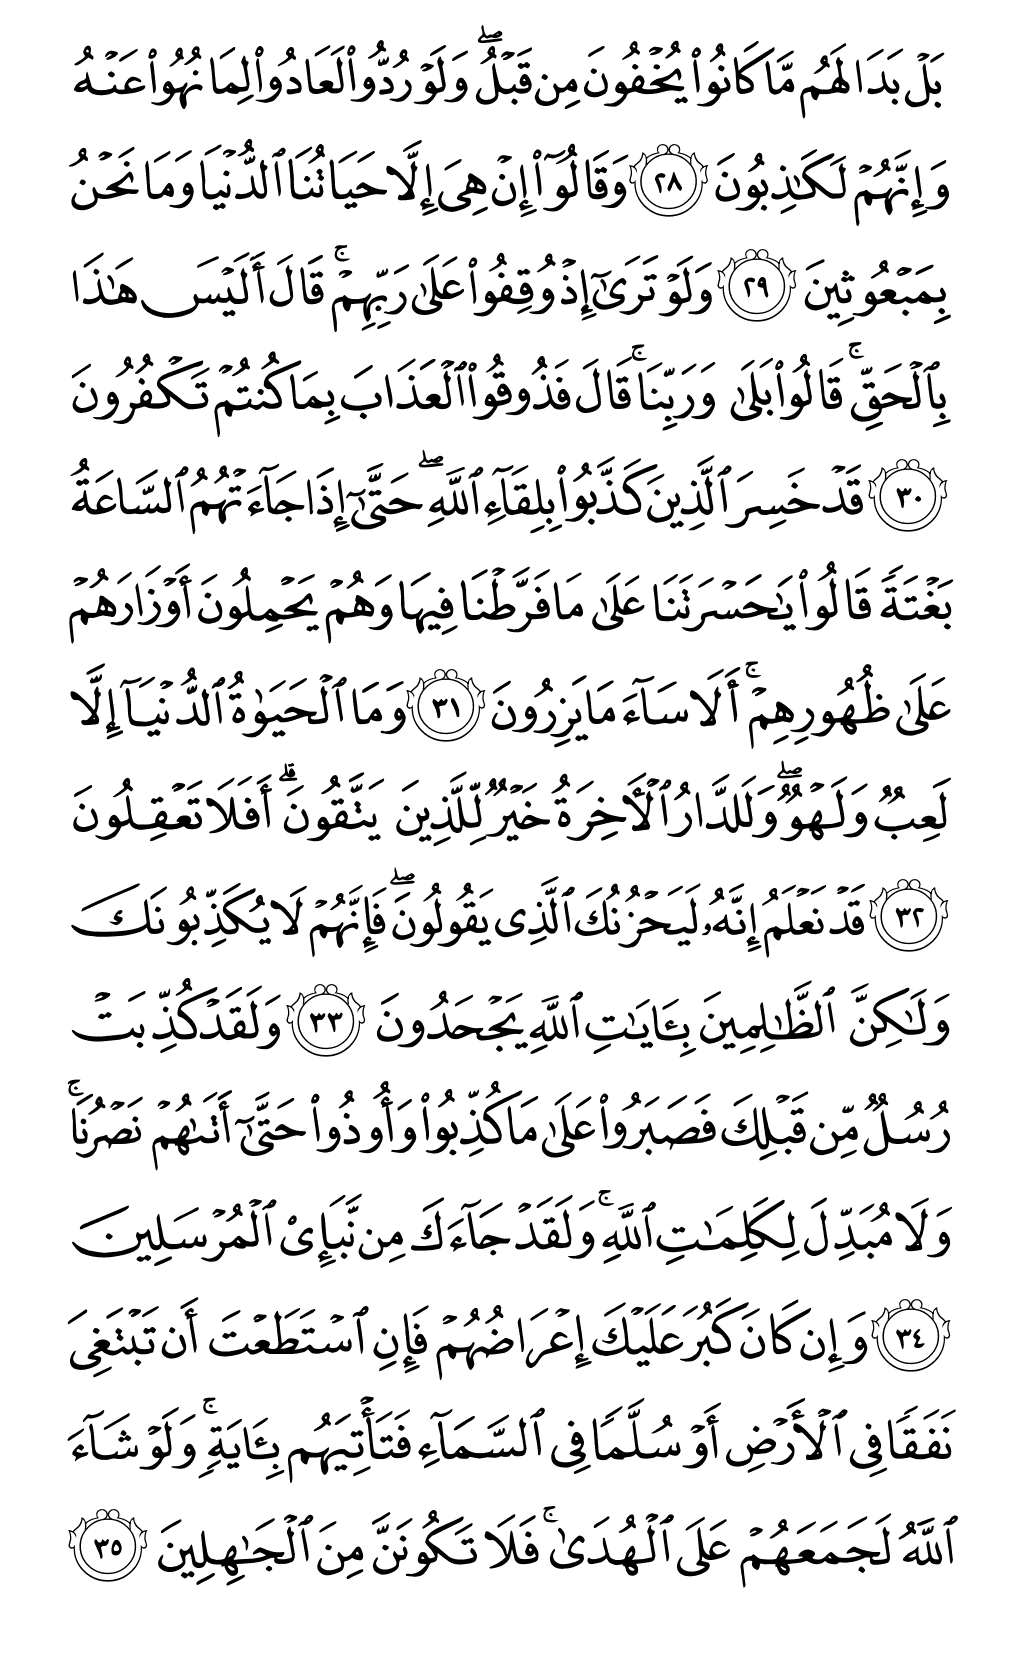 بَلۡ بَدَا لَهُم مَّا كَانُواْ يُخۡفُونَ مِن قَبۡلُۖ وَلَوۡ رُدُّواْ لَعَادُواْ لِمَا نُهُواْ عَنۡهُ
وَإِنَّهُمۡ لَكَٰذِبُونَ ٢٨ وَقَالُوٓاْ إِنۡ هِيَ إِلَّا حَيَاتُنَا ٱلدُّنۡيَا وَمَا نَحۡنُ
بِمَبۡعُوثِينَ ٢٩ وَلَوۡ تَرَىٰٓ إِذۡ وُقِفُواْ عَلَىٰ رَبِّهِمۡۚ قَالَ أَلَيۡسَ هَٰذَا
بِٱلۡحَقِّۚ قَالُواْ بَلَىٰ وَرَبِّنَاۚ قَالَ فَذُوقُواْ ٱلۡعَذَابَ بِمَا كُنتُمۡ تَكۡفُرُونَ
٣٠ قَدۡ خَسِرَ ٱلَّذِينَ كَذَّبُواْ بِلِقَآءِ ٱللَّهِۖ حَتَّىٰٓ إِذَا جَآءَتۡهُمُ ٱلسَّاعَةُ
بَغۡتَةٗ قَالُواْ يَٰحَسۡرَتَنَا عَلَىٰ مَا فَرَّطۡنَا فِيهَا وَهُمۡ يَحۡمِلُونَ أَوۡزَارَهُمۡ
عَلَىٰ ظُهُورِهِمۡۚ أَلَا سَآءَ مَا يَزِرُونَ ٣١ وَمَا ٱلۡحَيَوٰةُ ٱلدُّنۡيَآ إِلَّا
لَعِبٞ وَلَهۡوٞۖ وَلَلدَّارُ ٱلۡأٓخِرَةُ خَيۡرٞ لِّلَّذِينَ يَتَّقُونَۚ أَفَلَا تَعۡقِلُونَ
٣٢ قَدۡ نَعۡلَمُ إِنَّهُۥ لَيَحۡزُنُكَ ٱلَّذِي يَقُولُونَۖ فَإِنَّهُمۡ لَا يُكَذِّبُونَكَ
وَلَٰكِنَّ ٱلظَّٰلِمِينَ بِـَٔايَٰتِ ٱللَّهِ يَجۡحَدُونَ ٣٣ وَلَقَدۡ كُذِّبَتۡ
رُسُلٞ مِّن قَبۡلِكَ فَصَبَرُواْ عَلَىٰ مَا كُذِّبُواْ وَأُوذُواْ حَتَّىٰٓ أَتَىٰهُمۡ نَصۡرُنَاۚ
وَلَا مُبَدِّلَ لِكَلِمَٰتِ ٱللَّهِۚ وَلَقَدۡ جَآءَكَ مِن نَّبَإِيْ ٱلۡمُرۡسَلِينَ
٣٤ وَإِن كَانَ كَبُرَ عَلَيۡكَ إِعۡرَاضُهُمۡ فَإِنِ ٱسۡتَطَعۡتَ أَن تَبۡتَغِيَ
نَفَقٗا فِي ٱلۡأَرۡضِ أَوۡ سُلَّمٗا فِي ٱلسَّمَآءِ فَتَأۡتِيَهُم بِـَٔايَةٖۚ وَلَوۡ شَآءَ
ٱللَّهُ لَجَمَعَهُمۡ عَلَى ٱلۡهُدَىٰۚ فَلَا تَكُونَنَّ مِنَ ٱلۡجَٰهِلِينَ ٣٥